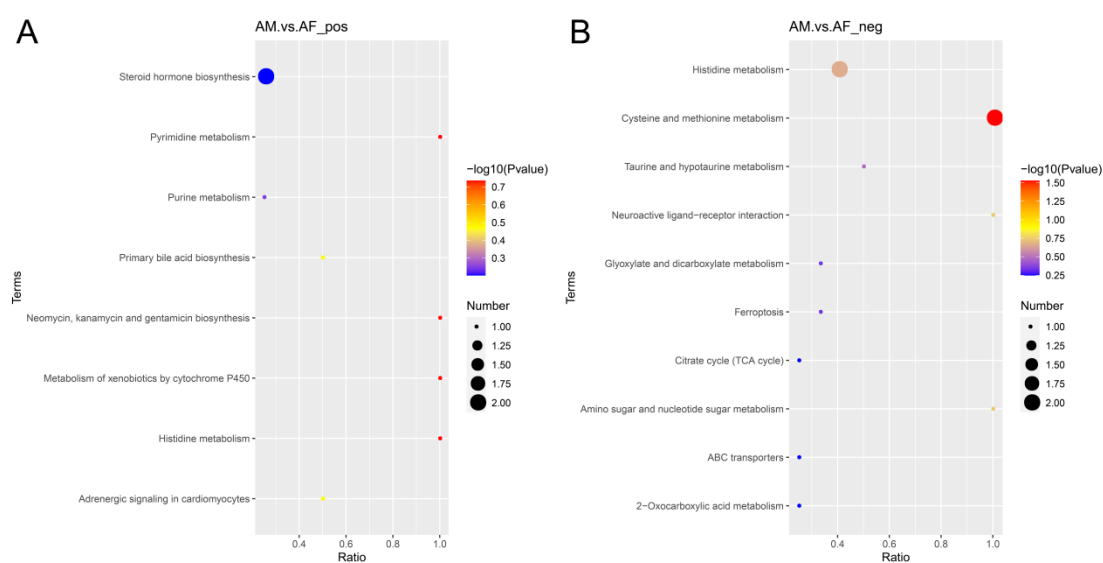 A
AM.vs.AF_pos
Steroid hormone biosynthesis
Pyrimidine metabolism
Purine metabolism
Primary bile acid biosynthesis
Neomycin, kanamycin and gentamicin biosynthesis
Metabolism of xenobiotics by cytochrome P450
Histidine metabolism
Adrenergic signaling in cardiomyocytes
Terms
0.4 0.6 0.8 1.0
Ratio
−log10(Pvalue)
0.7
0.6
0.5
0.4
0.3
Number
1.00
1.25
1.50
1.75
2.00
B
AM.vs.AF_neg
Histidine metabolism
Cysteine and methionine metabolism
Taurine and hypotaurine metabolism
Neuroactive ligand−receptor interaction
Glyoxylate and dicarboxylate metabolism
Ferroptosis
Citrate cycle (TCA cycle)
Amino sugar and nucleotide sugar metabolism
ABC transporters
2−Oxocarboxylic acid metabolism
Terms
0.4 0.6 0.8 1.0
Ratio
−log10(Pvalue)
1.50
1.25
1.00
0.75
0.50
0.25
Number
1.00
1.25
1.50
1.75
2.00